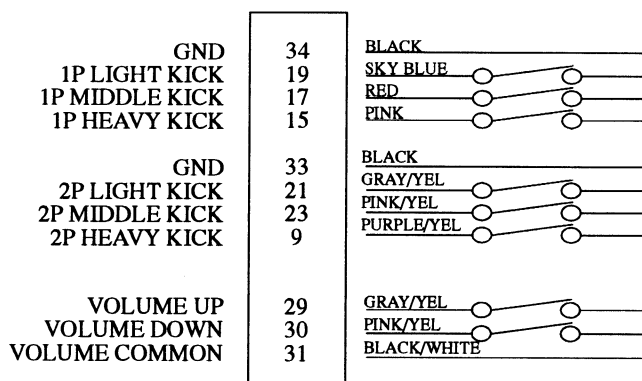 GND 34 BLACK
1P LIGHT KICK 19 SKY BLUE
1P MIDDLE KICK 17 RED
1P HEAVY KICK 15 PINK
GND 33 BLACK
2P LIGHT KICK 21 GRAY/YEL
2P MIDDLE KICK 23 PINK/YEL
2P HEAVY KICK 9 PURPLE/YEL
VOLUME UP 29 GRAY/YEL
VOLUME DOWN 30 PINK/YEL
VOLUME COMMON 31 BLACK/WHITE